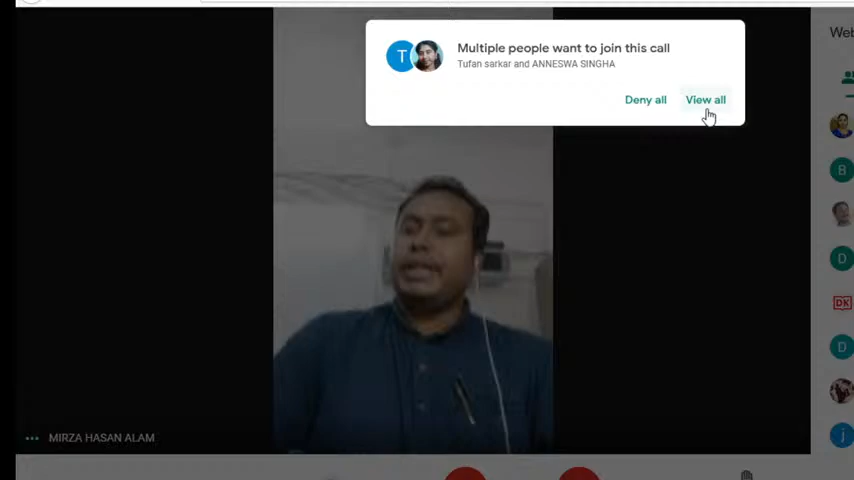 Web
Multiple people want to join this call
T
Tufan sarkar and ANNESWA SINGHA
Deny all
View all
B
D
DK
D
j
MIRZA HASAN ALAM